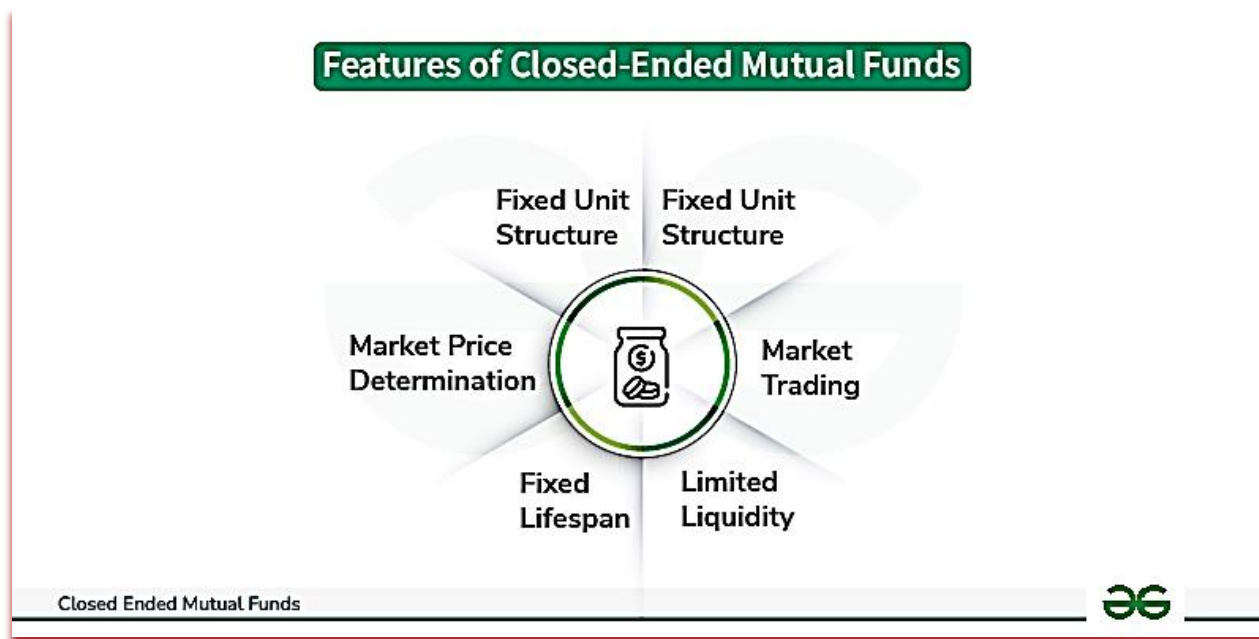 Features of Closed-Ended Mutual Funds
Fixed Unit
Structure
Fixed Unit
Structure
Market Price
Determination
Market
Trading
Fixed
Lifespan
Limited
Liquidity
Closed Ended Mutual Funds